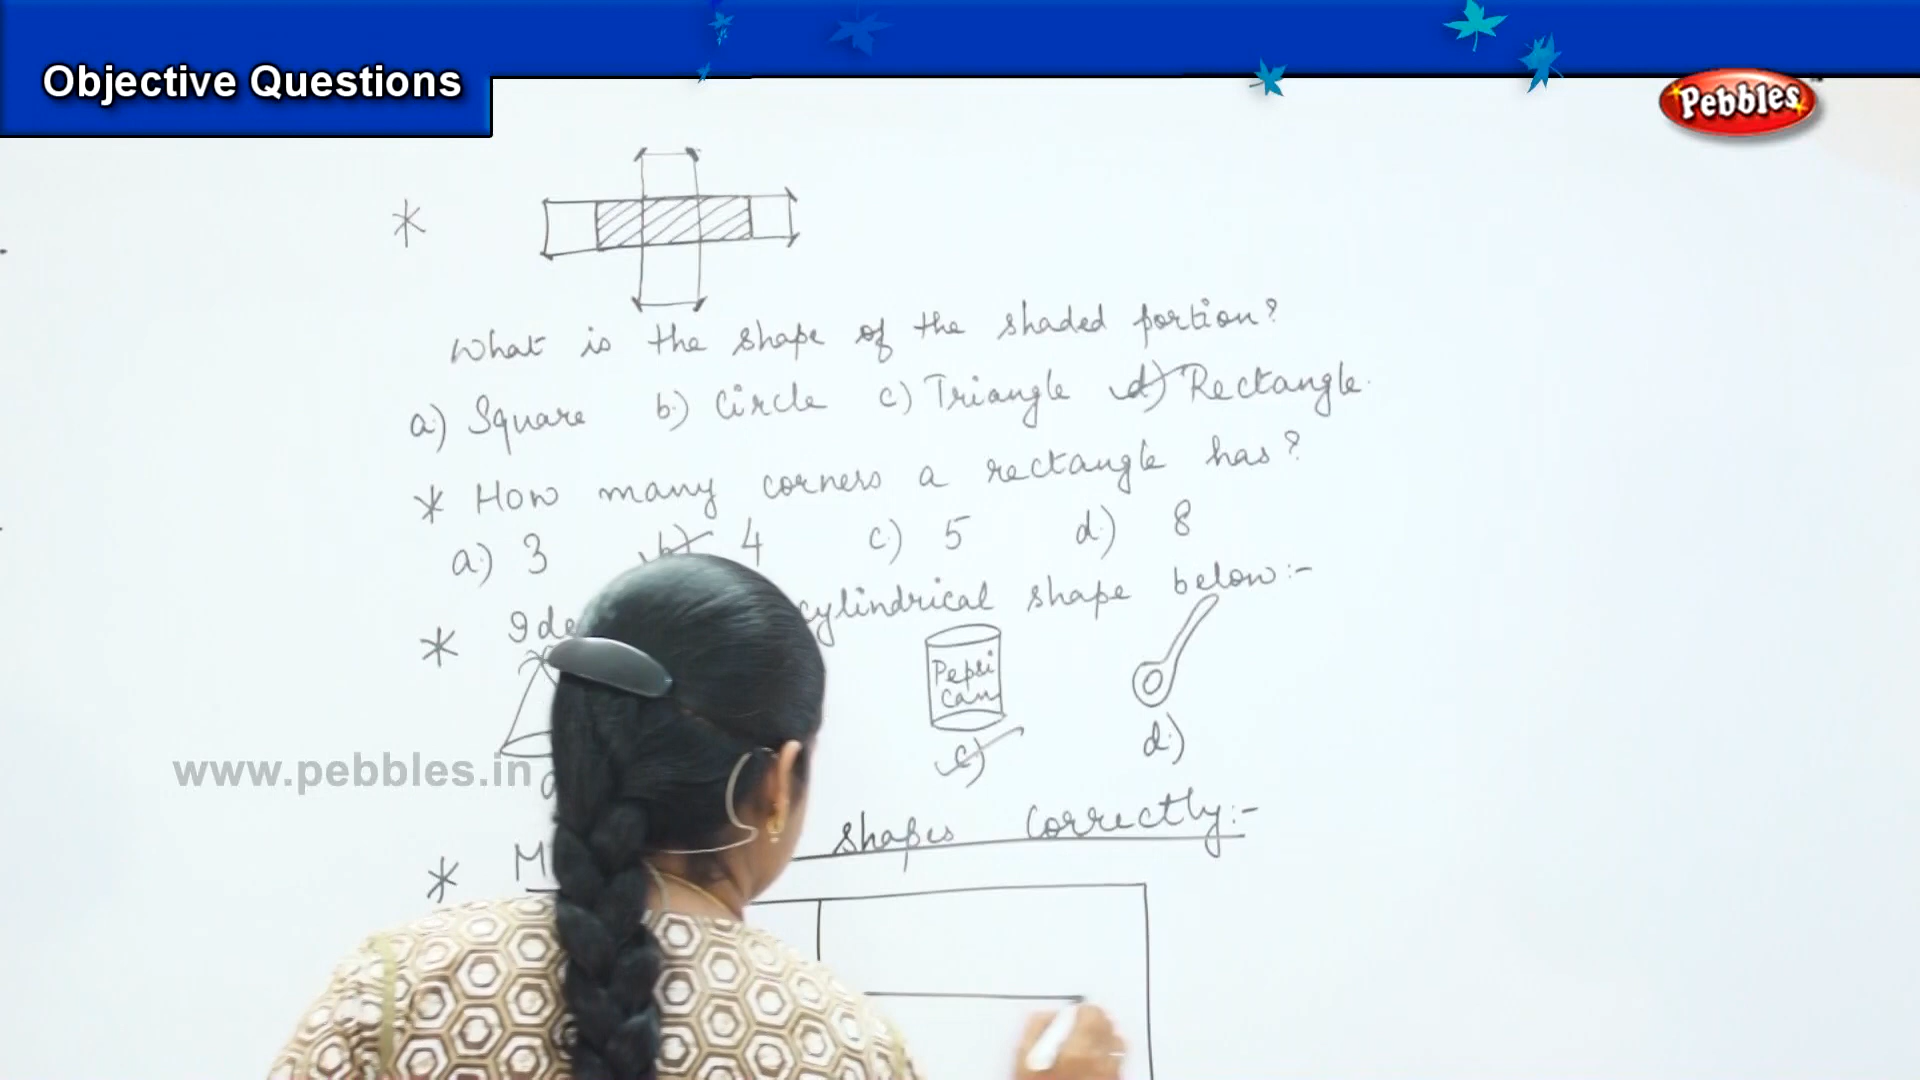 Objective Questions
Pebbles
*
What is the shape of the shaded portion?
a) Square b) Circle c) Triangle d) Rectangle.
* How many corners a rectangle has?
a.) 3 b) 4 c.) 5 d.) 8
* cylindrical shape below:-
Pepsi
Can
c) d.)
www.pebbles.in
* shapes correctly:-